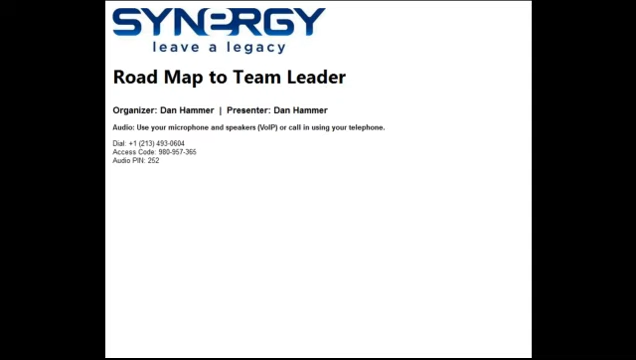 SYNERGY
leave a legacy
Road Map to Team Leader
Organizer: Dan Hammer | Presenter: Dan Hammer
Audio: Use your microphone and speakers (VoIP) or call in using your telephone.
Dial: +1 (213) 493-0604
Access Code: 980-957-365
Audio PIN: 252